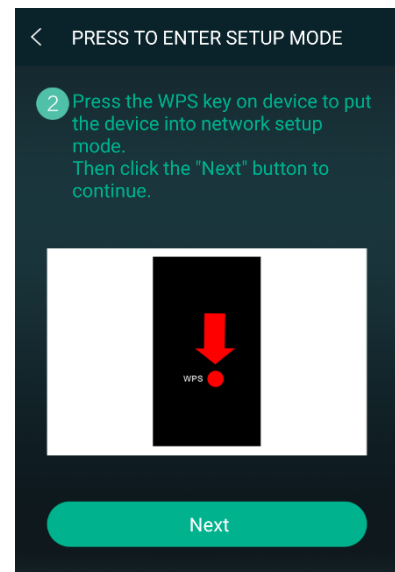 PRESS TO ENTER SETUP MODE
2
Press the WPS key on device to put
the device into network setup
mode.
Then click the "Next" button to
continue.
WPS
Next